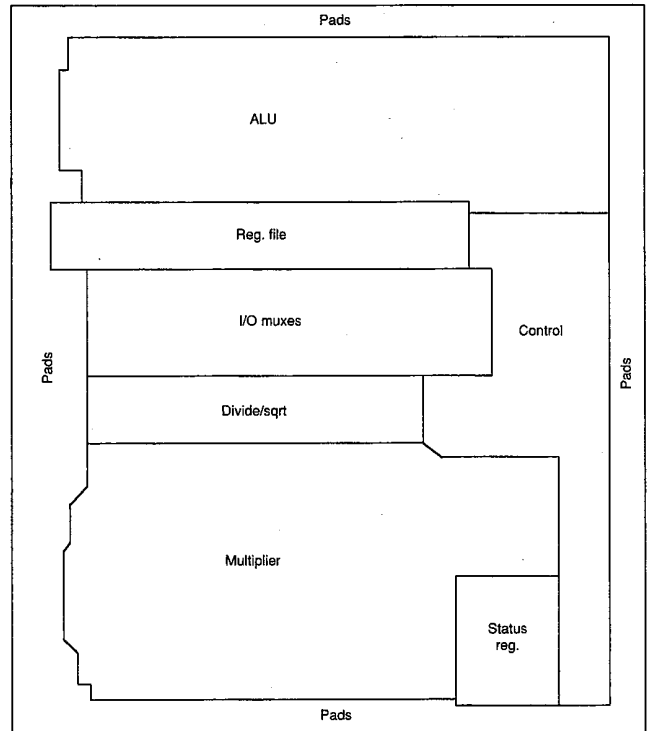 Pads
ALU
Reg. file
I/O muxes
Control
Pads
Pads
Divide/sqrt
Multiplier
Status
reg.
Pads